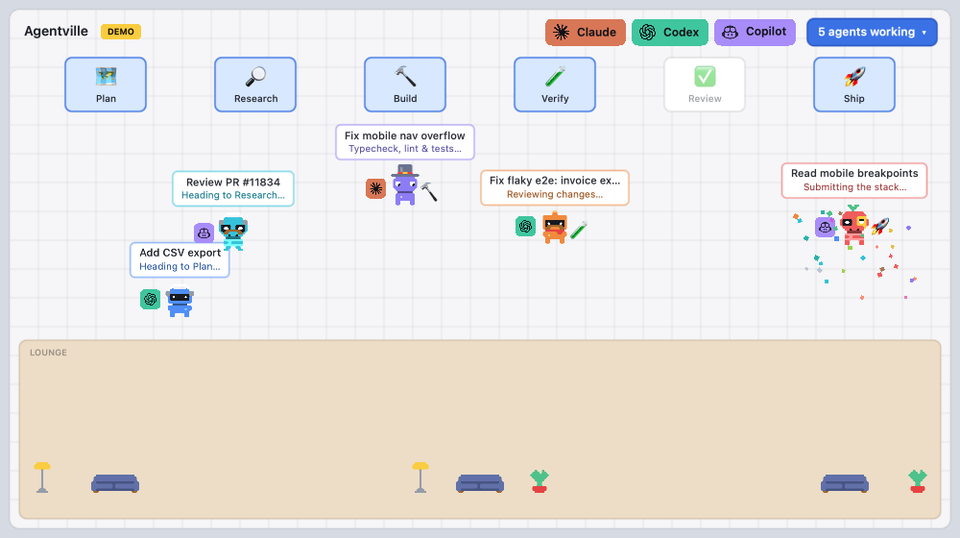 Agentville
DEMO
Claude
Codex
Copilot
5 agents working
Plan
Research
Build
Verify
Review
Ship
Fix mobile nav overflow
Typecheck, lint & tests...
Review PR #11834
Heading to Research...
Fix flaky e2e: invoice ex...
Reviewing changes...
Read mobile breakpoints
Submitting the stack...
Add CSV export
Heading to Plan...
LOUNGE